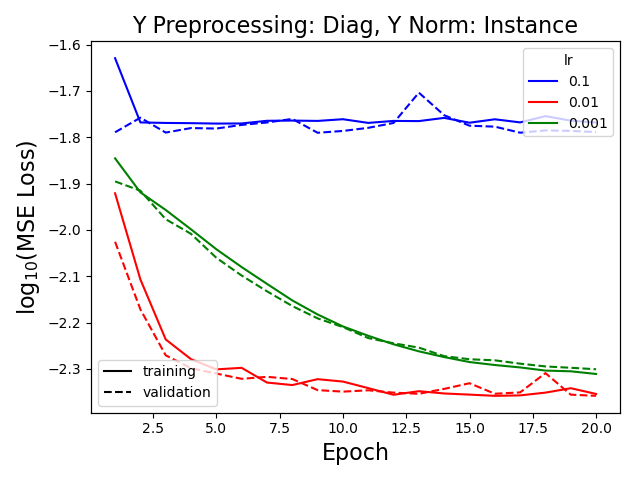 Y Preprocessing: Diag, Y Norm: Instance
lr
0.1
0.01
0.001
−1.6
−1.7
−1.8
−1.9
−2.0
−2.1
−2.2
−2.3
log₁₀(MSE Loss)
training
validation
2.5 5.0 7.5 10.0 12.5 15.0 17.5 20.0
Epoch